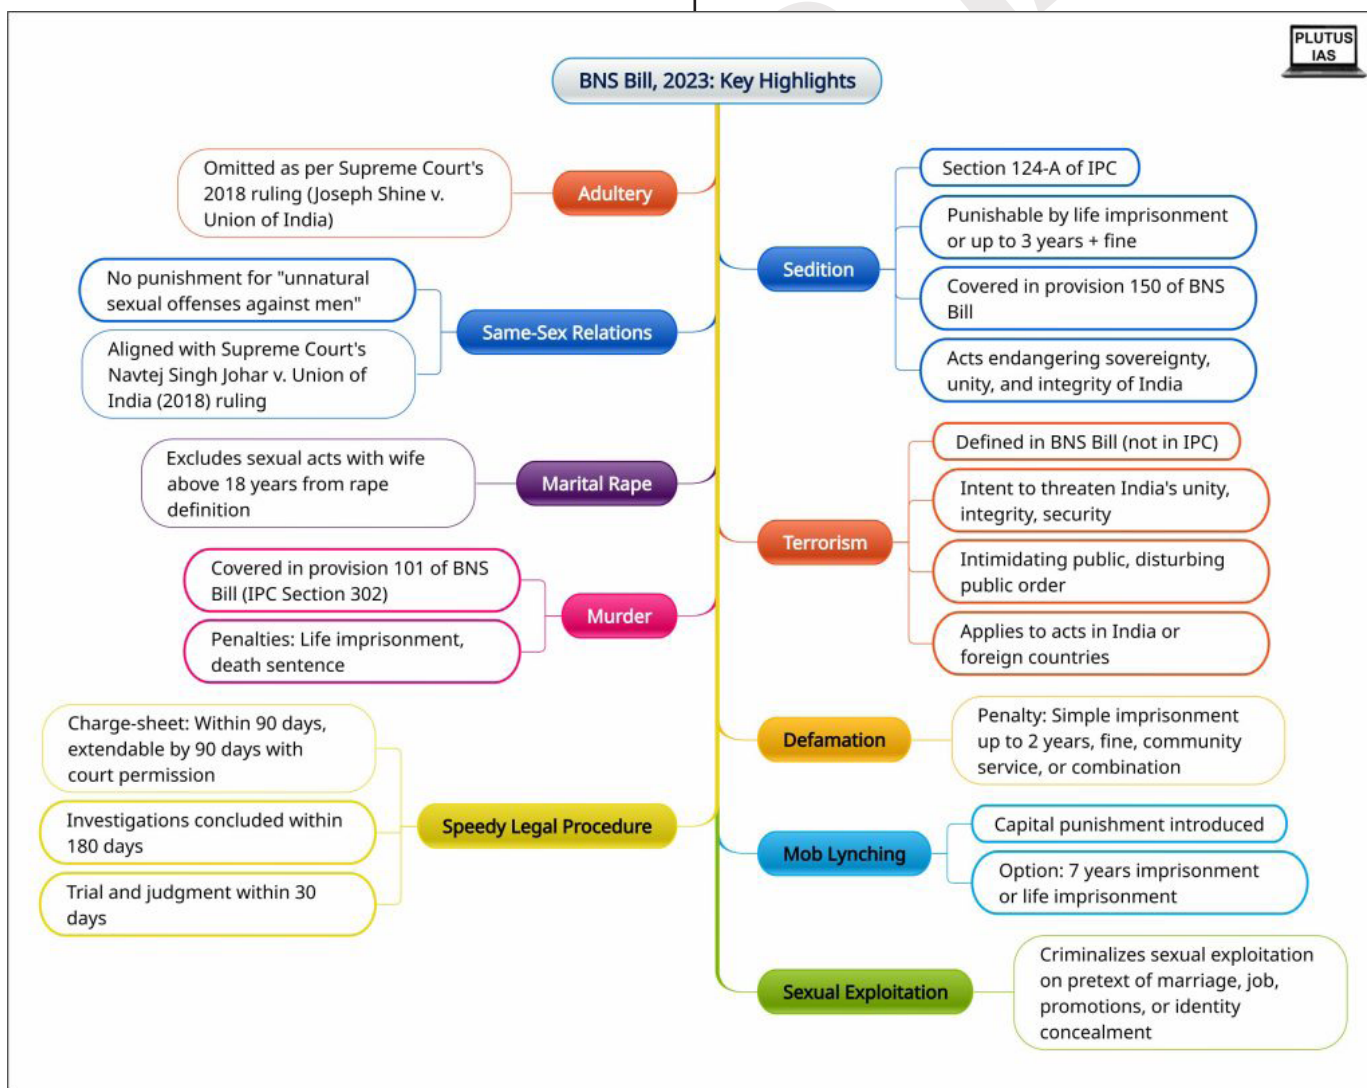 PLUTUS
IAS
BNS Bill, 2023: Key Highlights
Adultery
Omitted as per Supreme Court's
2018 ruling (Joseph Shine v.
Union of India)
Same-Sex Relations
No punishment for "unnatural
sexual offenses against men"
Aligned with Supreme Court's
Navtej Singh Johar v. Union of
India (2018) ruling
Marital Rape
Excludes sexual acts with wife
above 18 years from rape
definition
Murder
Covered in provision 101 of BNS
Bill (IPC Section 302)
Penalties: Life imprisonment,
death sentence
Speedy Legal Procedure
Charge-sheet: Within 90 days,
extendable by 90 days with
court permission
Investigations concluded within
180 days
Trial and judgment within 30
days
Sedition
Section 124-A of IPC
Punishable by life imprisonment
or up to 3 years + fine
Covered in provision 150 of BNS
Bill
Acts endangering sovereignty,
unity, and integrity of India
Terrorism
Defined in BNS Bill (not in IPC)
Intent to threaten India's unity,
integrity, security
Intimidating public, disturbing
public order
Applies to acts in India or
foreign countries
Defamation
Penalty: Simple imprisonment
up to 2 years, fine, community
service, or combination
Mob Lynching
Capital punishment introduced
Option: 7 years imprisonment
or life imprisonment
Sexual Exploitation
Criminalizes sexual exploitation
on pretext of marriage, job,
promotions, or identity
concealment